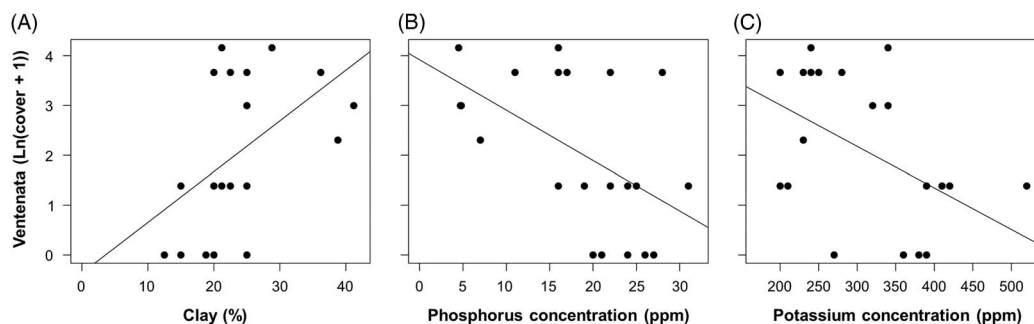 (A)
(B)
(C)
Ventenata (Ln(cover + 1))
4
3
2
1
0
0 10 20 30 40
0 5 10 15 20 25 30
200 250 300 350 400 450 500
Clay (%)
Phosphorus concentration (ppm)
Potassium concentration (ppm)